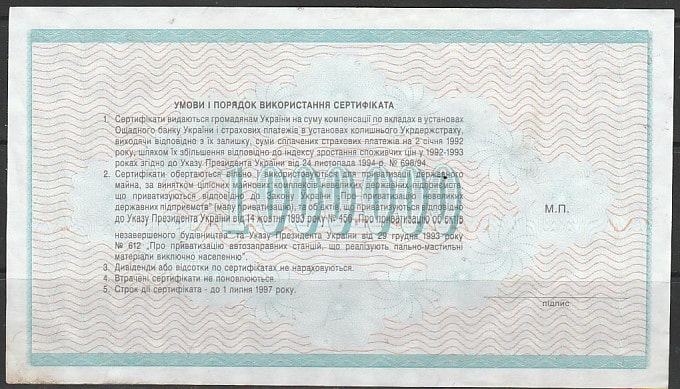 УМОВИ І ПОРЯДОК ВИКОРИСТАННЯ СЕРТИФІКАТА
1. Сертифікати видаються громадянам України на суму компенсації по вкладах в установах
Ощадного банку України і страхових платежів в установах колишнього Укрдержстраху,
виходячи відповідно з їх залишку, суми сплачених страхових платежів на 2 січня 1992
року, шляхом їх збільшення відповідно до індексу зростання споживчих цін у 1992-1993
роках згідно до Указу Президента України від 24 листопада 1994 р. № 698/94.
2. Сертифікати обертаються вільно і використовуються для приватизації державного
майна, за винятком цілісних майнових комплексів невеликих державних підприємств,
що приватизуються відповідно до Закону України „Про приватизацію невеликих
державних підприємств" (малу приватизацію), та об'єктів, що приватизуються відповідно
до Указу Президента України від 14 жовтня 1993 року № 456 „Про приватизацію об'єктів
незавершеного будівництва" та Указу Президента України від 29 грудня 1993 року
№ 612 „Про приватизацію автозаправних станцій, що реалізують пально-мастильні
матеріали виключно населенню".
3. Дивіденди або відсотки по сертифікатах не нараховуються.
4. Втрачені сертифікати не поновлюються.
5. Строк дії сертифіката - до 1 липня 1997 року.
1000000
М.П.
підпис